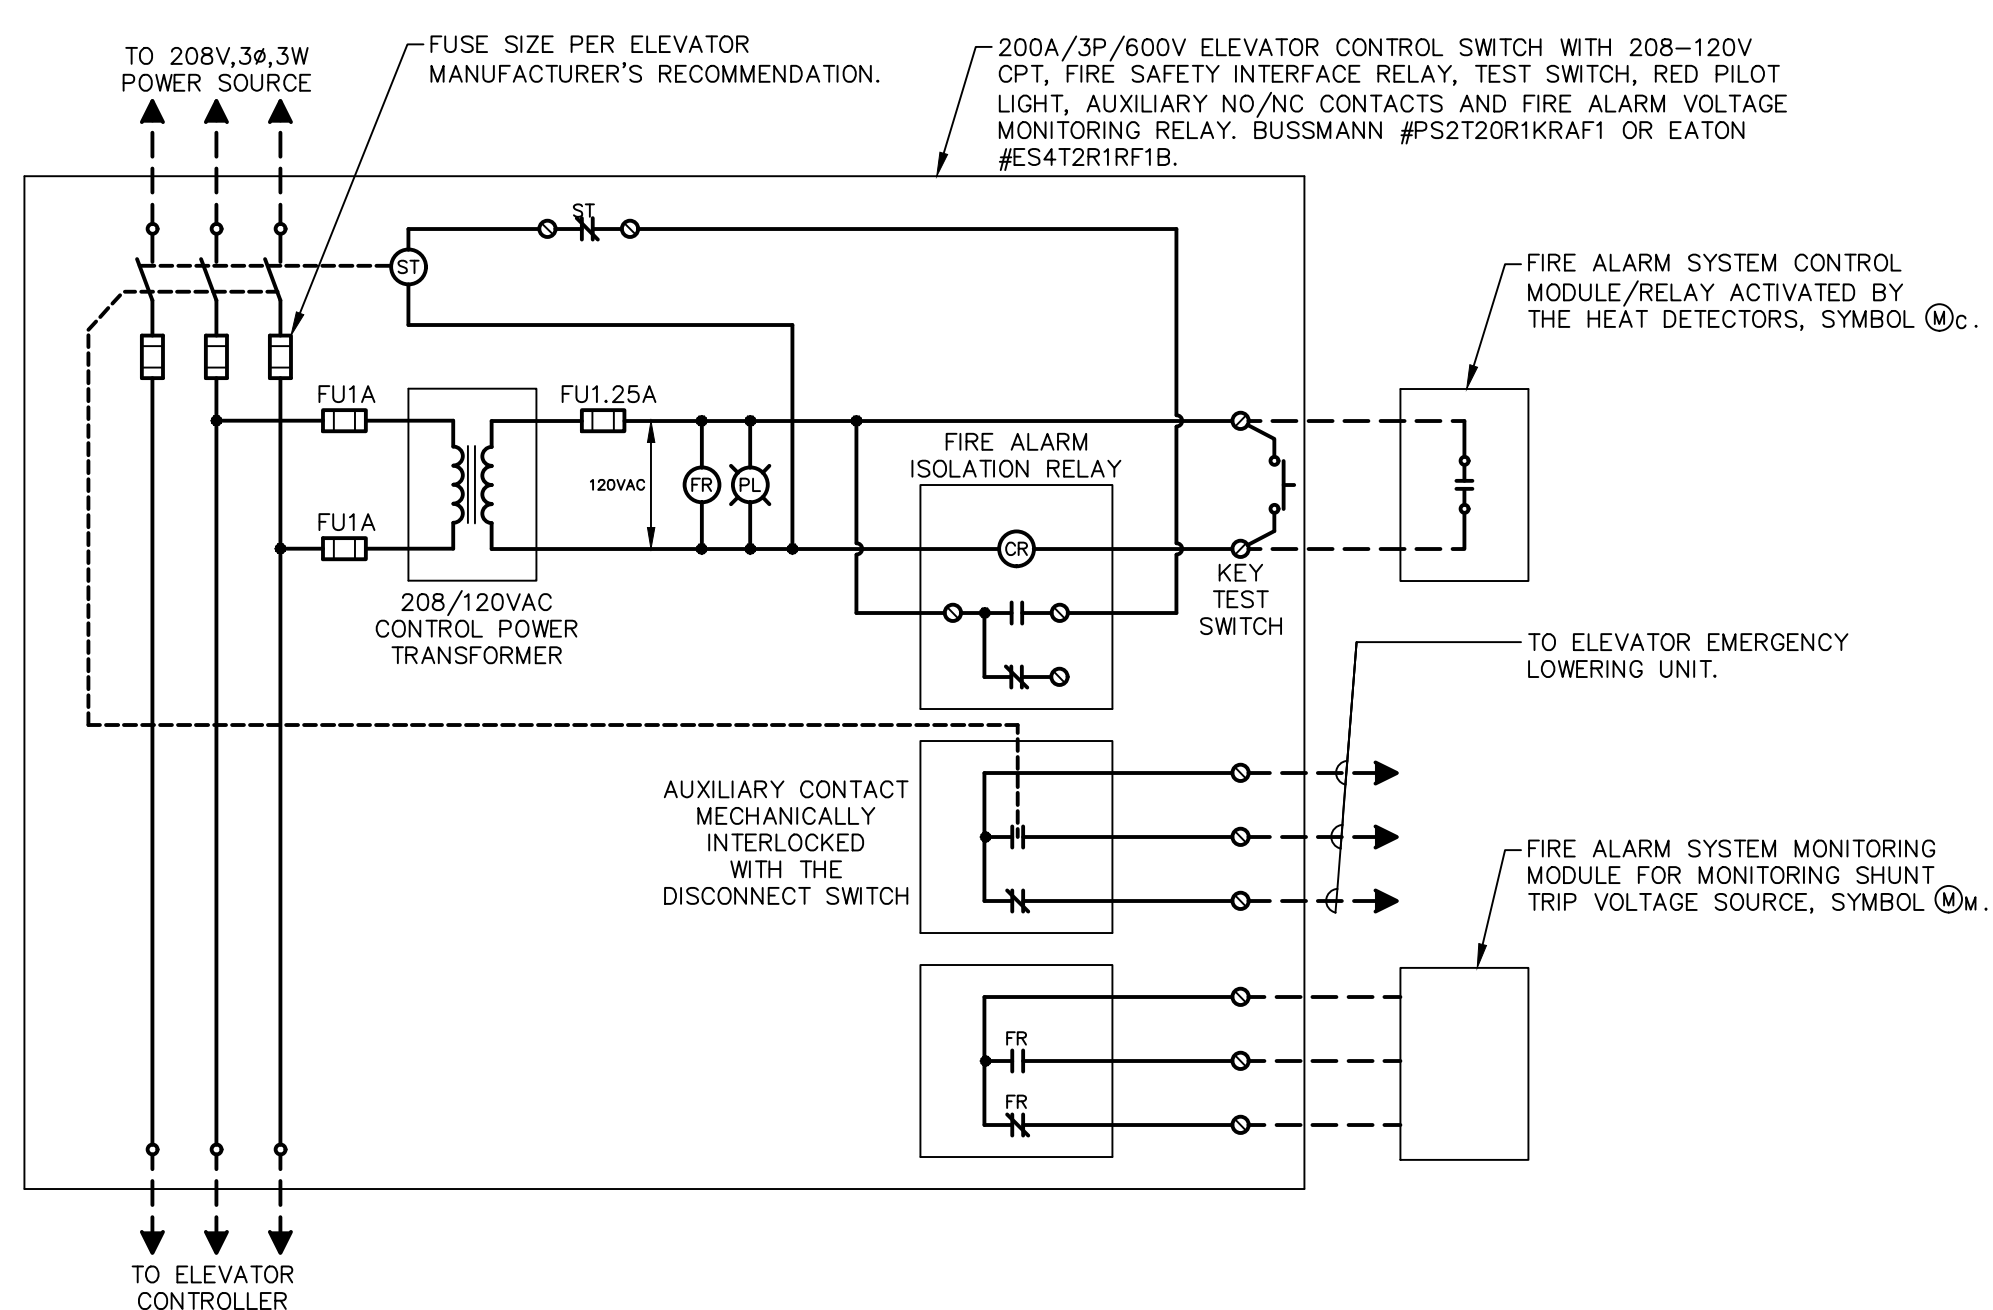 TO 208V,3ø,3W
POWER SOURCE
FUSE SIZE PER ELEVATOR
MANUFACTURER'S RECOMMENDATION.
200A/3P/600V ELEVATOR CONTROL SWITCH WITH 208-120V
CPT, FIRE SAFETY INTERFACE RELAY, TEST SWITCH, RED PILOT
LIGHT, AUXILIARY NO/NC CONTACTS AND FIRE ALARM VOLTAGE
MONITORING RELAY. BUSSMANN #PS2T20R1KRAF1 OR EATON
#ES4T2R1RF1B.
ST
ST
FIRE ALARM SYSTEM CONTROL
MODULE/RELAY ACTIVATED BY
THE HEAT DETECTORS, SYMBOL Ⓜc.
FU1A
FU1.25A
FIRE ALARM
ISOLATION RELAY
120VAC
FR
PL
FU1A
CR
208/120VAC
CONTROL POWER
TRANSFORMER
KEY
TEST
SWITCH
TO ELEVATOR EMERGENCY
LOWERING UNIT.
AUXILIARY CONTACT
MECHANICALLY
INTERLOCKED
WITH THE
DISCONNECT SWITCH
FIRE ALARM SYSTEM MONITORING
MODULE FOR MONITORING SHUNT
TRIP VOLTAGE SOURCE, SYMBOL ⓂM.
FR
FR
TO ELEVATOR
CONTROLLER